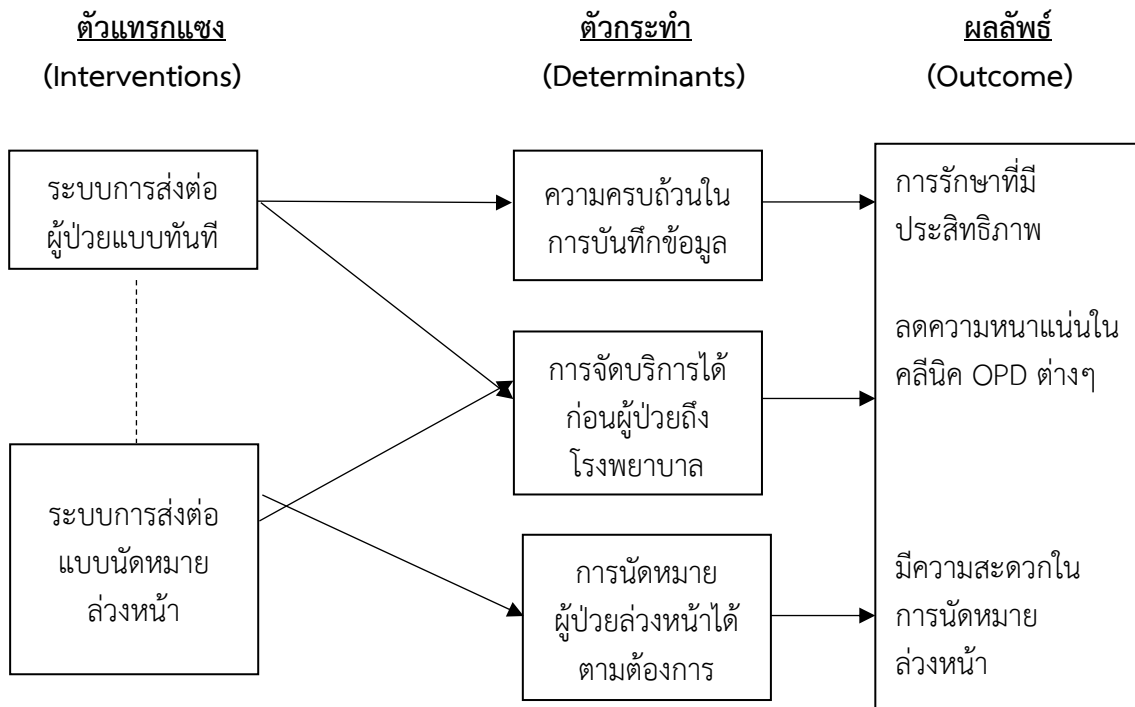 ตัวแทรกแซง
(Interventions)
ตัวกระทำ
(Determinants)
ผลลัพธ์
(Outcome)
ระบบการส่งต่อ
ผู้ป่วยแบบทันที
ความครบถ้วนใน
การบันทึกข้อมูล
การรักษาที่มี
ประสิทธิภาพ
การจัดบริการได้
ก่อนผู้ป่วยถึง
โรงพยาบาล
ลดความหนาแน่นใน
คลีนิค OPD ต่างๆ
ระบบการส่งต่อ
แบบนัดหมาย
ล่วงหน้า
การนัดหมาย
ผู้ป่วยล่วงหน้าได้
ตามต้องการ
มีความสะดวกใน
การนัดหมาย
ล่วงหน้า